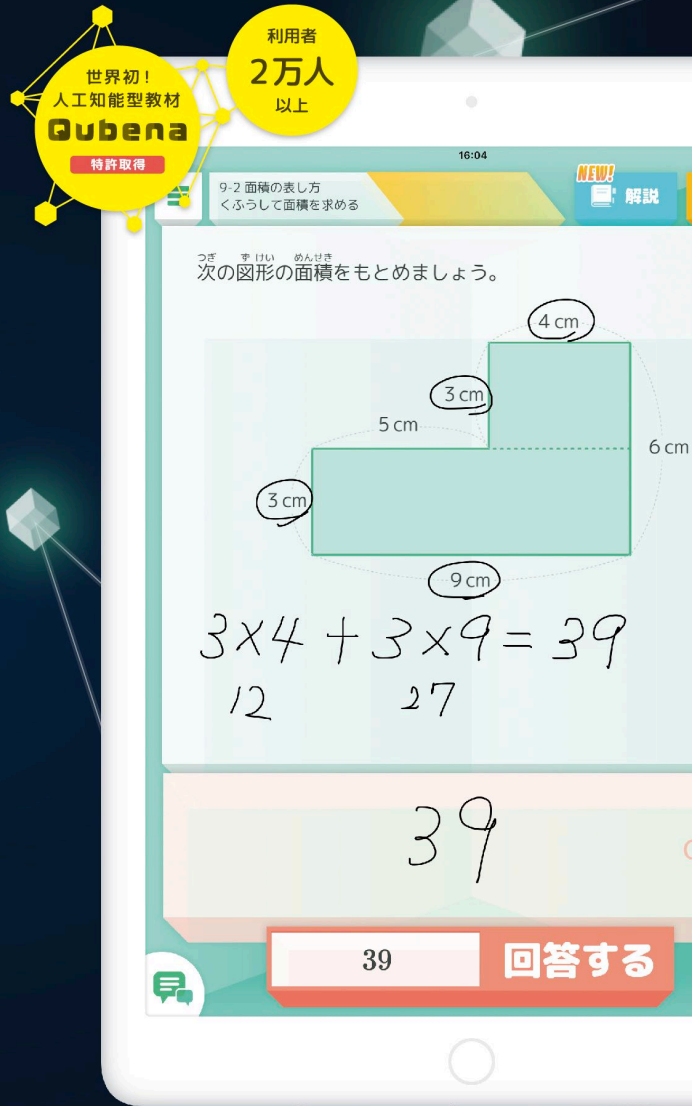 利用者
2万人
以上
世界初!
人工知能型教材
Qubena
特許取得
16:04
9-2 面積の表し方
くふうして面積を求める
NEW!
解説
つぎ ずけい めんせき
次の図形の面積をもとめましょう。
4 cm
3 cm
5 cm
6 cm
3 cm
9 cm
3×4+3×9=39
12 27
39
39
回答する